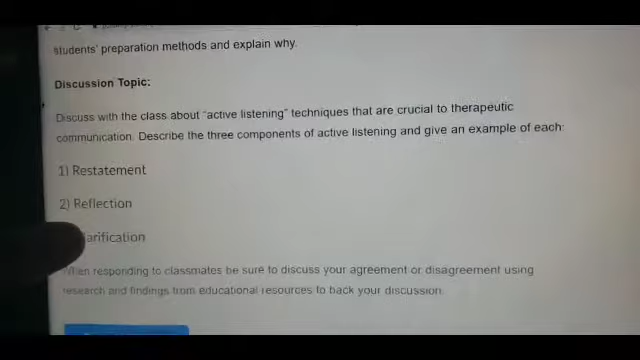 students' preparation methods and explain why.
Discussion Topic:
Discuss with the class about "active listening" techniques that are crucial to therapeutic
communication. Describe the three components of active listening and give an example of each:
1) Restatement
2) Reflection
arification
When responding to classmates be sure to discuss your agreement or disagreement using
research and findings from educational resources to back your discussion.